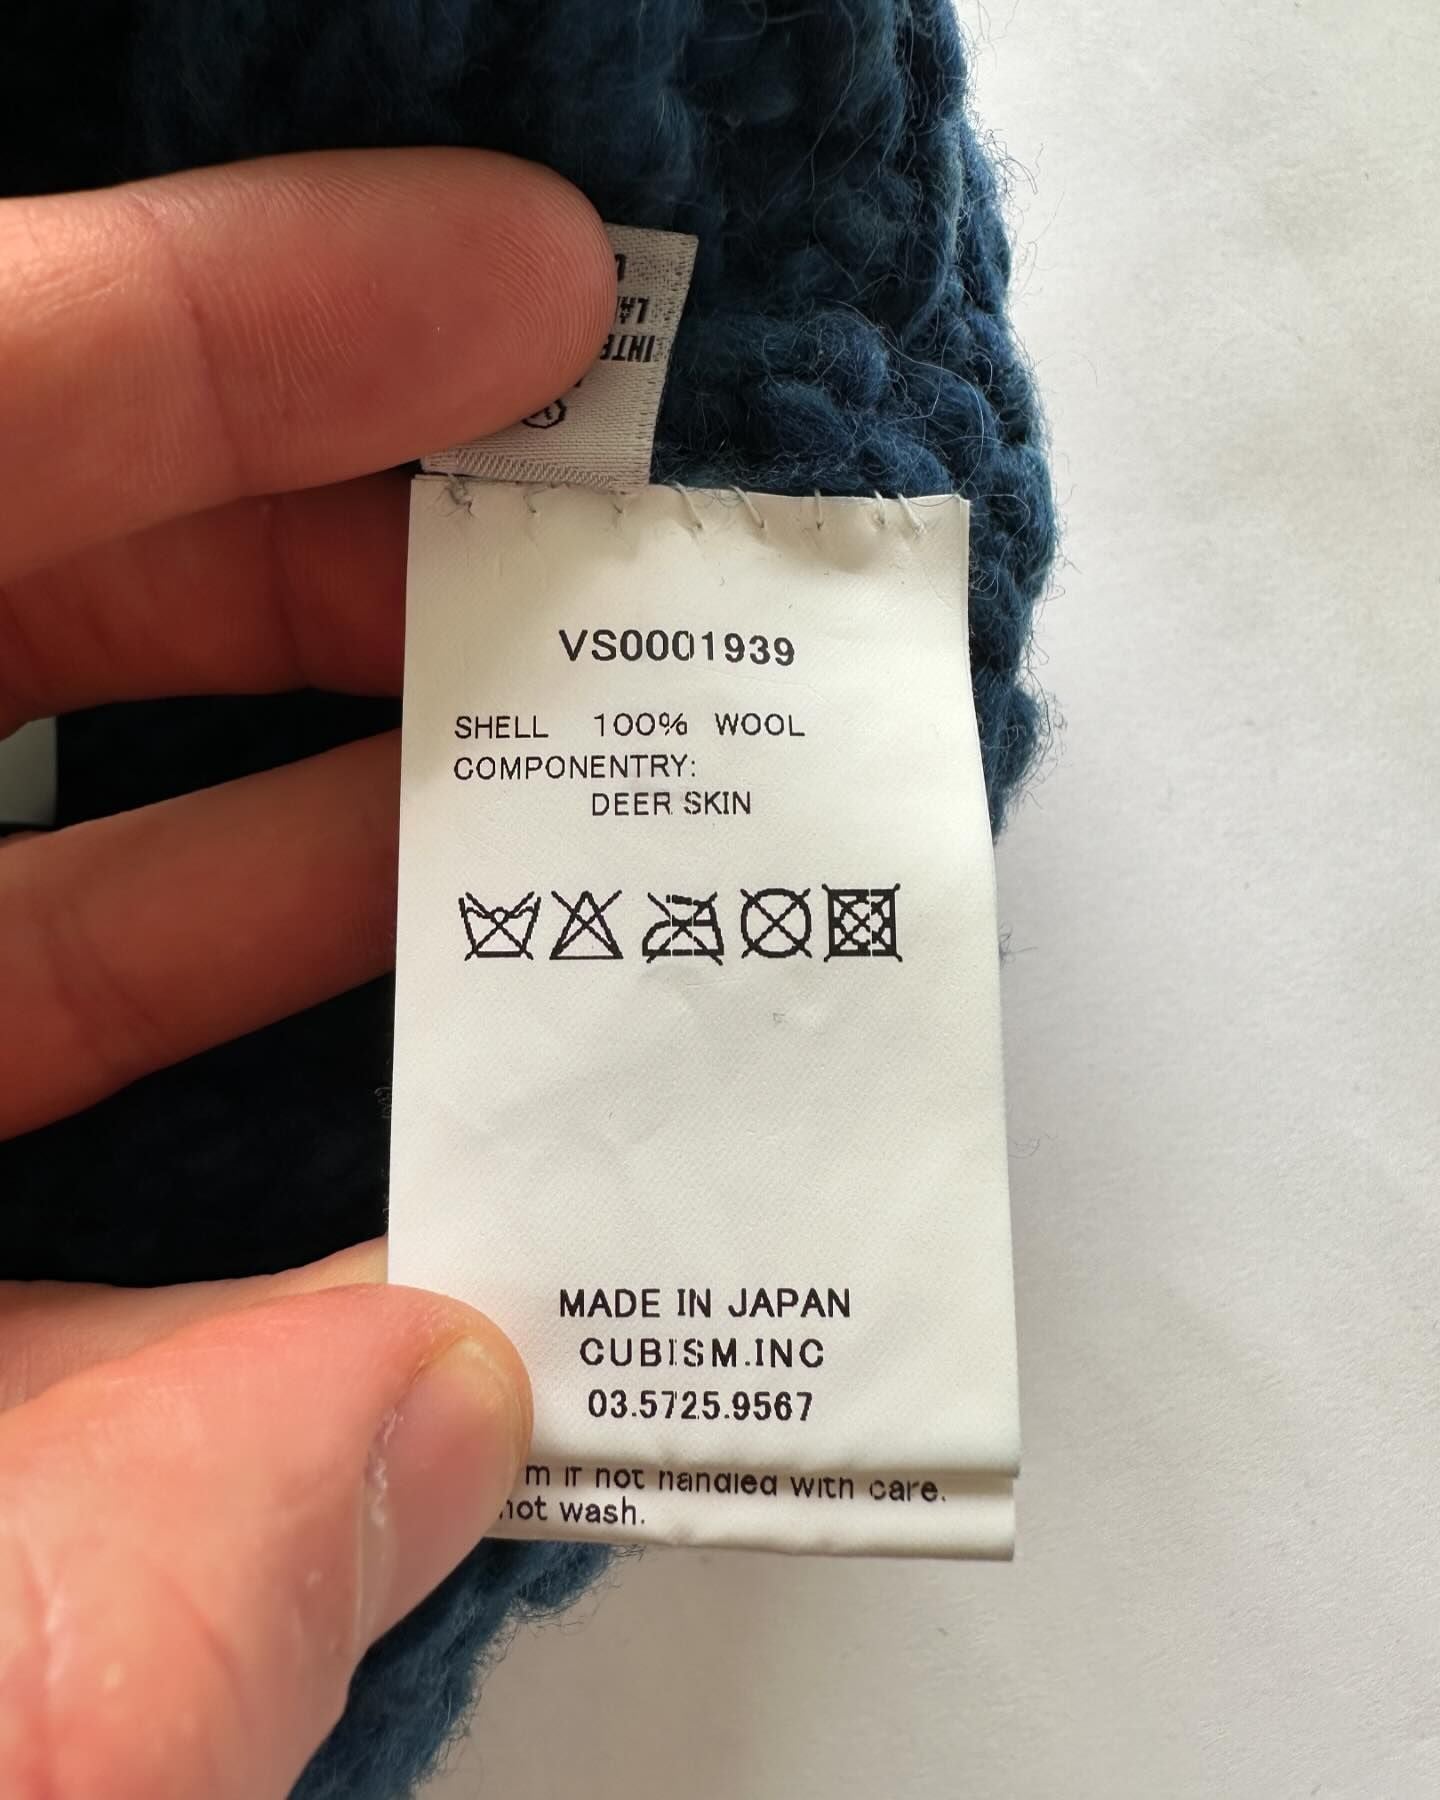 VS0001939
SHELL 100% WOOL
COMPONENTRY:
DEER SKIN
MADE IN JAPAN
CUBISM.INC
03.5725.9567
if not handled with care.
not wash.